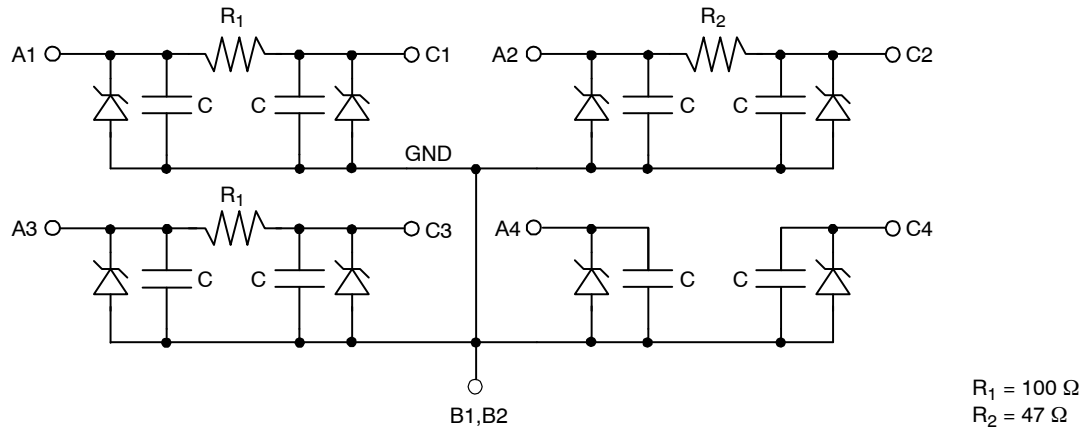 R1
R2
A1
C1
A2
C2
C
C
C
C
GND
R1
A3
C3
A4
C4
C
C
C
C
B1,B2
R1 = 100 Ω
R2 = 47 Ω